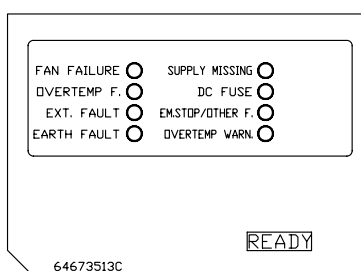 FAN FAILURE SUPPLY MISSING
OVERTEMP F. DC FUSE
EXT. FAULT EM.STOP/OTHER F.
EARTH FAULT OVERTEMP WARN.
READY
64673513C